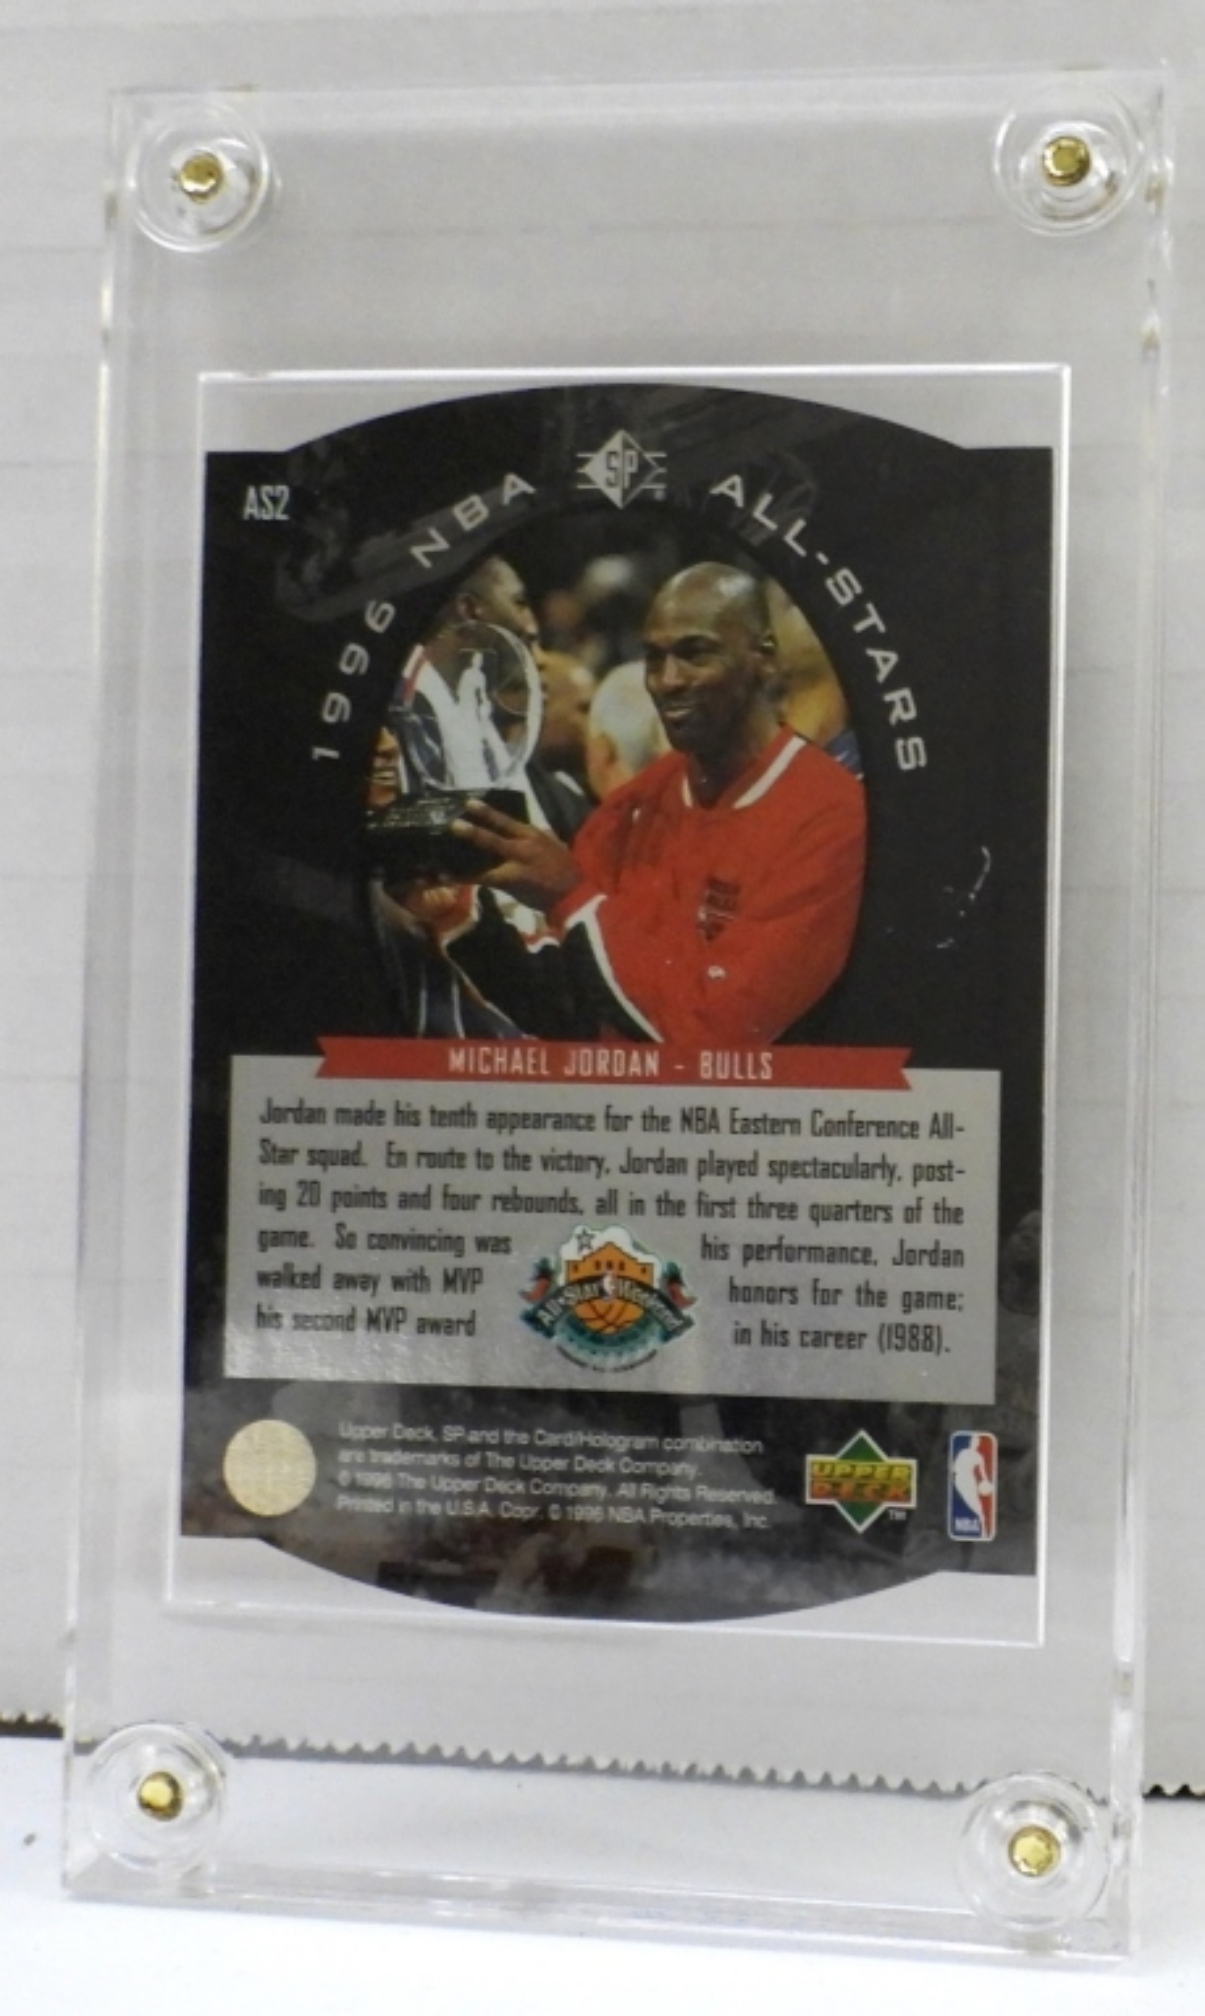 AS2
SP
1996 NBA ALL-STARS
MICHAEL JORDAN - BULLS
Jordan made his tenth appearance for the NBA Eastern Conference All-
Star squad. En route to the victory, Jordan played spectacularly, post-
ing 20 points and four rebounds, all in the first three quarters of the
game. So convincing was his performance, Jordan
walked away with MVP honors for the game;
his second MVP award in his career (1988).
All-Star Weekend
Upper Deck, SP and the Card/Hologram combination
are trademarks of The Upper Deck Company.
© 1996 The Upper Deck Company. All Rights Reserved.
Printed in the U.S.A. Copr. © 1996 NBA Properties, Inc.
UPPER
DECK
TM
NBA